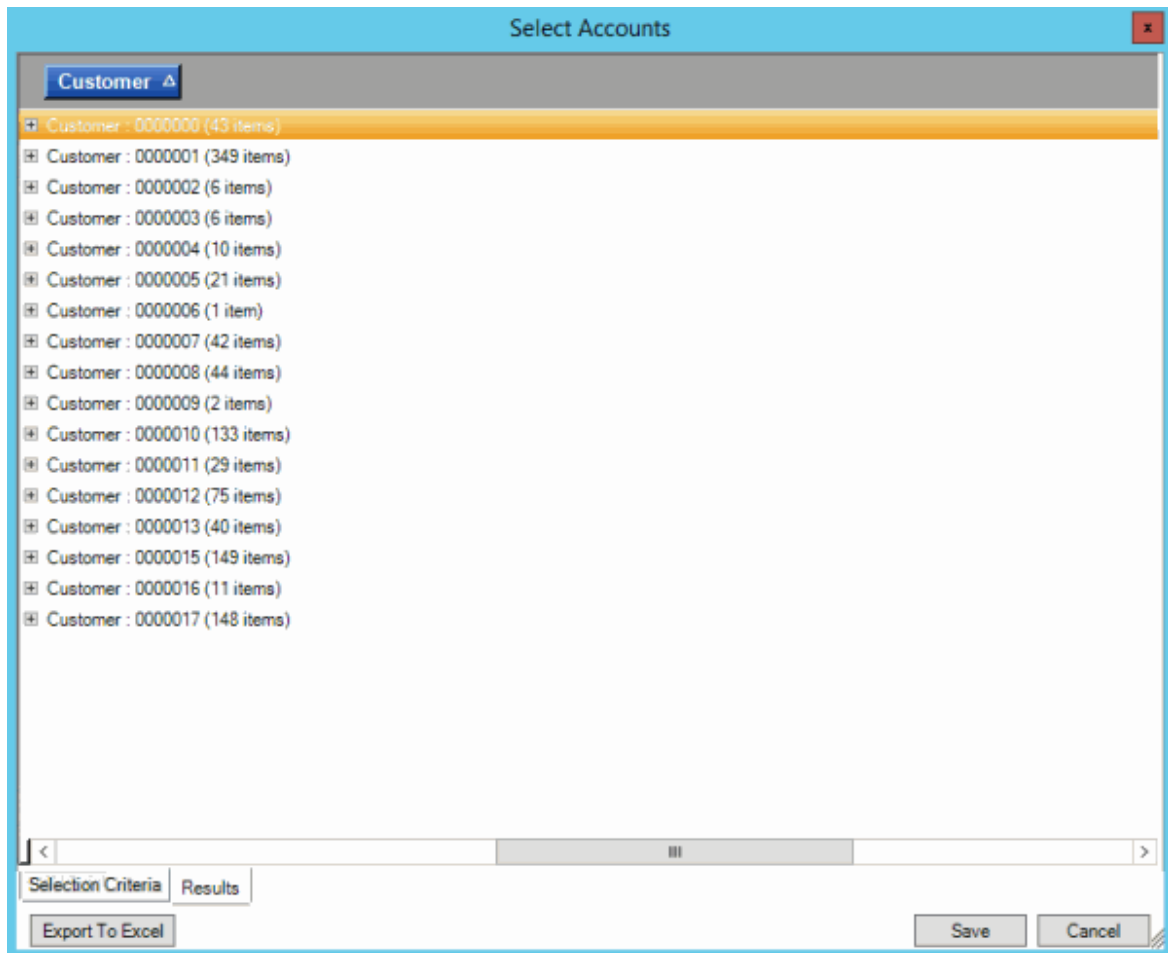 Select Accounts
x
Customer
Customer : 0000000 (43 items)
Customer : 0000001 (349 items)
Customer : 0000002 (6 items)
Customer : 0000003 (6 items)
Customer : 0000004 (10 items)
Customer : 0000005 (21 items)
Customer : 0000006 (1 item)
Customer : 0000007 (42 items)
Customer : 0000008 (44 items)
Customer : 0000009 (2 items)
Customer : 0000010 (133 items)
Customer : 0000011 (29 items)
Customer : 0000012 (75 items)
Customer : 0000013 (40 items)
Customer : 0000015 (149 items)
Customer : 0000016 (11 items)
Customer : 0000017 (148 items)
Selection Criteria Results
Export To Excel Save Cancel